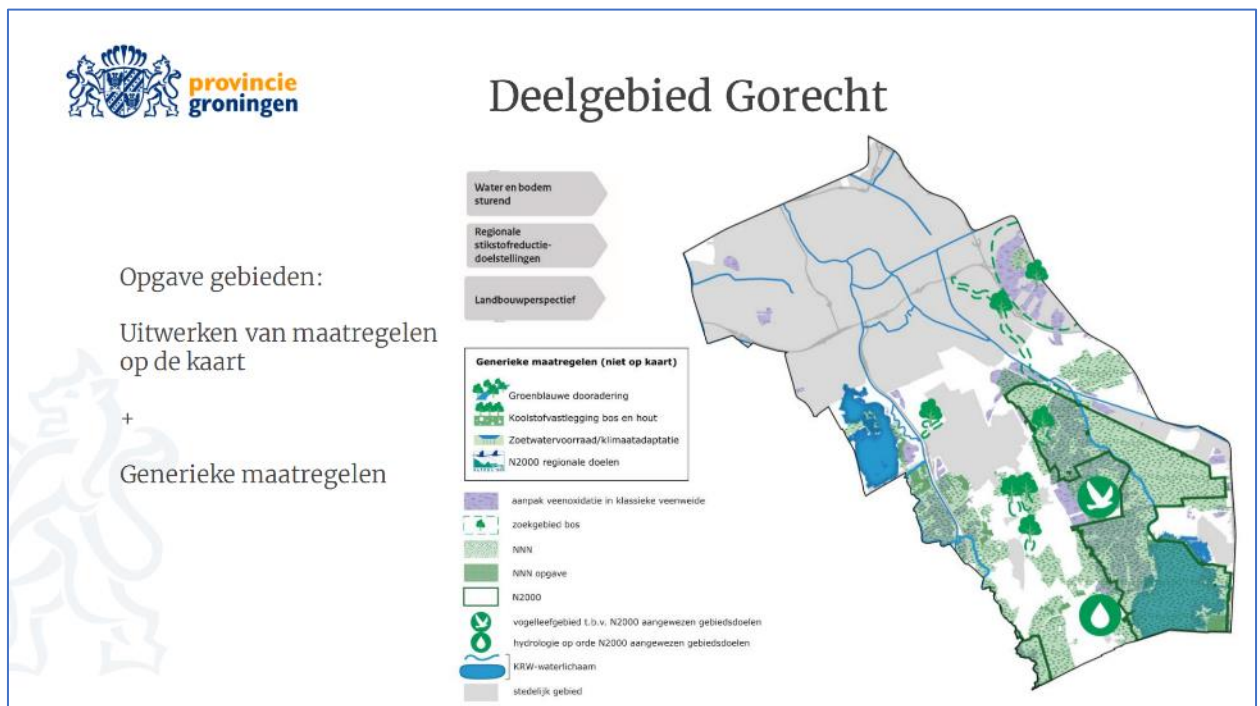 provincie
groningen
Deelgebied Gorecht
Opgave gebieden:
Uitwerken van maatregelen
op de kaart
+
Generieke maatregelen
Water en bodem
sturend
Regionale
stikstofreductie-
doelstellingen
Landbouwperspectief
Generieke maatregelen (niet op kaart)
Groenblauwe dooradering
Koolstofvastlegging bos en hout
Zoetwatervoorraad/klimaatadaptatie
N2000 regionale doelen
aanpak veenoxidatie in klassieke veenweide
zoekgebied bos
NNN
NNN opgave
N2000
vogelleefgebied t.b.v. N2000 aangewezen gebiedsdoelen
hydrologie op orde N2000 aangewezen gebiedsdoelen
KRW-waterlichaam
stedelijk gebied